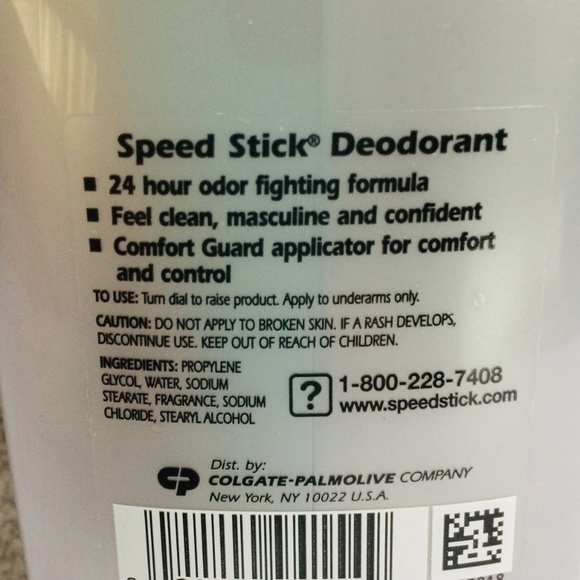 Speed Stick® Deodorant
■ 24 hour odor fighting formula
■ Feel clean, masculine and confident
■ Comfort Guard applicator for comfort
and control
TO USE: Turn dial to raise product. Apply to underarms only.
CAUTION: DO NOT APPLY TO BROKEN SKIN. IF A RASH DEVELOPS,
DISCONTINUE USE. KEEP OUT OF REACH OF CHILDREN.
INGREDIENTS: PROPYLENE
GLYCOL, WATER, SODIUM
STEARATE, FRAGRANCE, SODIUM
CHLORIDE, STEARYL ALCOHOL
? 1-800-228-7408
www.speedstick.com
CP
Dist. by:
COLGATE-PALMOLIVE COMPANY
New York, NY 10022 U.S.A.